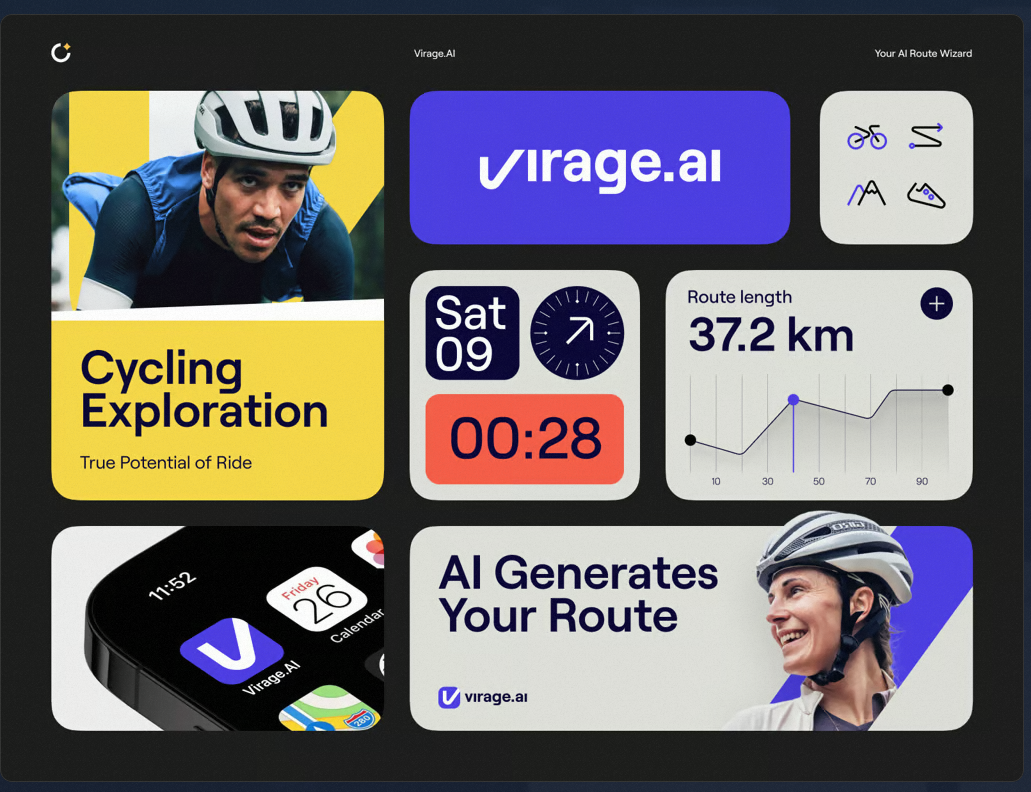 Virage.AI
Your AI Route Wizard
Cycling
Exploration
True Potential of Ride
virage.ai
Sat
09
00:28
Route length
37.2 km
10 30 50 70 90
11:52
Friday
26
Calendar
Virage.AI
280
AI Generates
Your Route
virage.ai